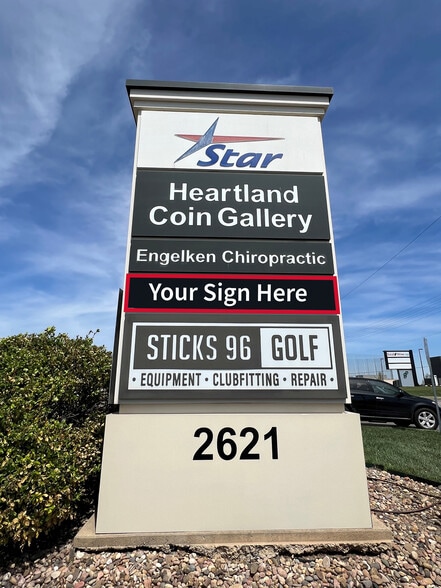 Star
Heartland
Coin Gallery
Engelken Chiropractic
Your Sign Here
STICKS 96 GOLF
· EQUIPMENT · CLUBFITTING · REPAIR ·
2621